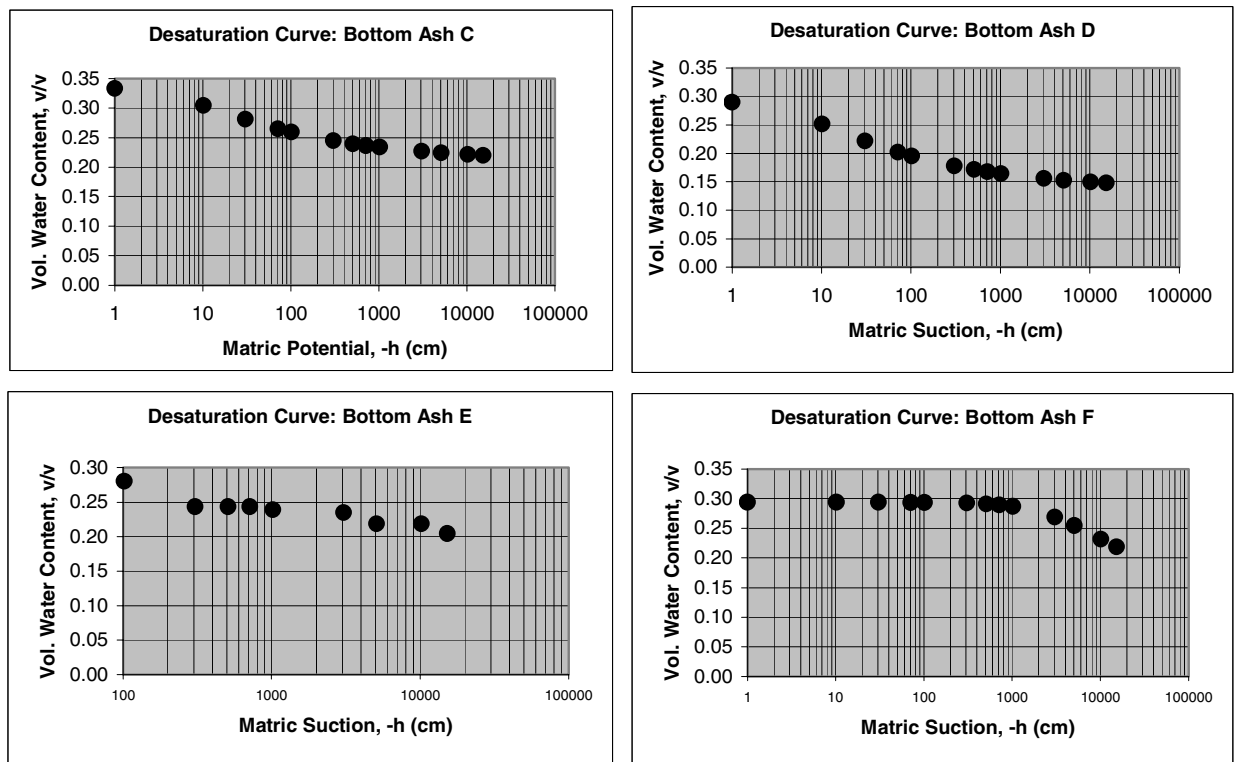 Desaturation Curve: Bottom Ash C
Vol. Water Content, v/v
0.35
0.30
0.25
0.20
0.15
0.10
0.05
0.00
1 10 100 1000 10000 100000
Matric Potential, -h (cm)
Desaturation Curve: Bottom Ash D
Vol. Water Content, v/v
0.35
0.30
0.25
0.20
0.15
0.10
0.05
0.00
1 10 100 1000 10000 100000
Matric Suction, -h (cm)
Desaturation Curve: Bottom Ash E
Vol. Water Content, v/v
0.30
0.25
0.20
0.15
0.10
0.05
0.00
100 1000 10000 100000
Matric Suction, -h (cm)
Desaturation Curve: Bottom Ash F
Vol. Water Content, v/v
0.35
0.30
0.25
0.20
0.15
0.10
0.05
0.00
1 10 100 1000 10000 100000
Matric Suction, -h (cm)